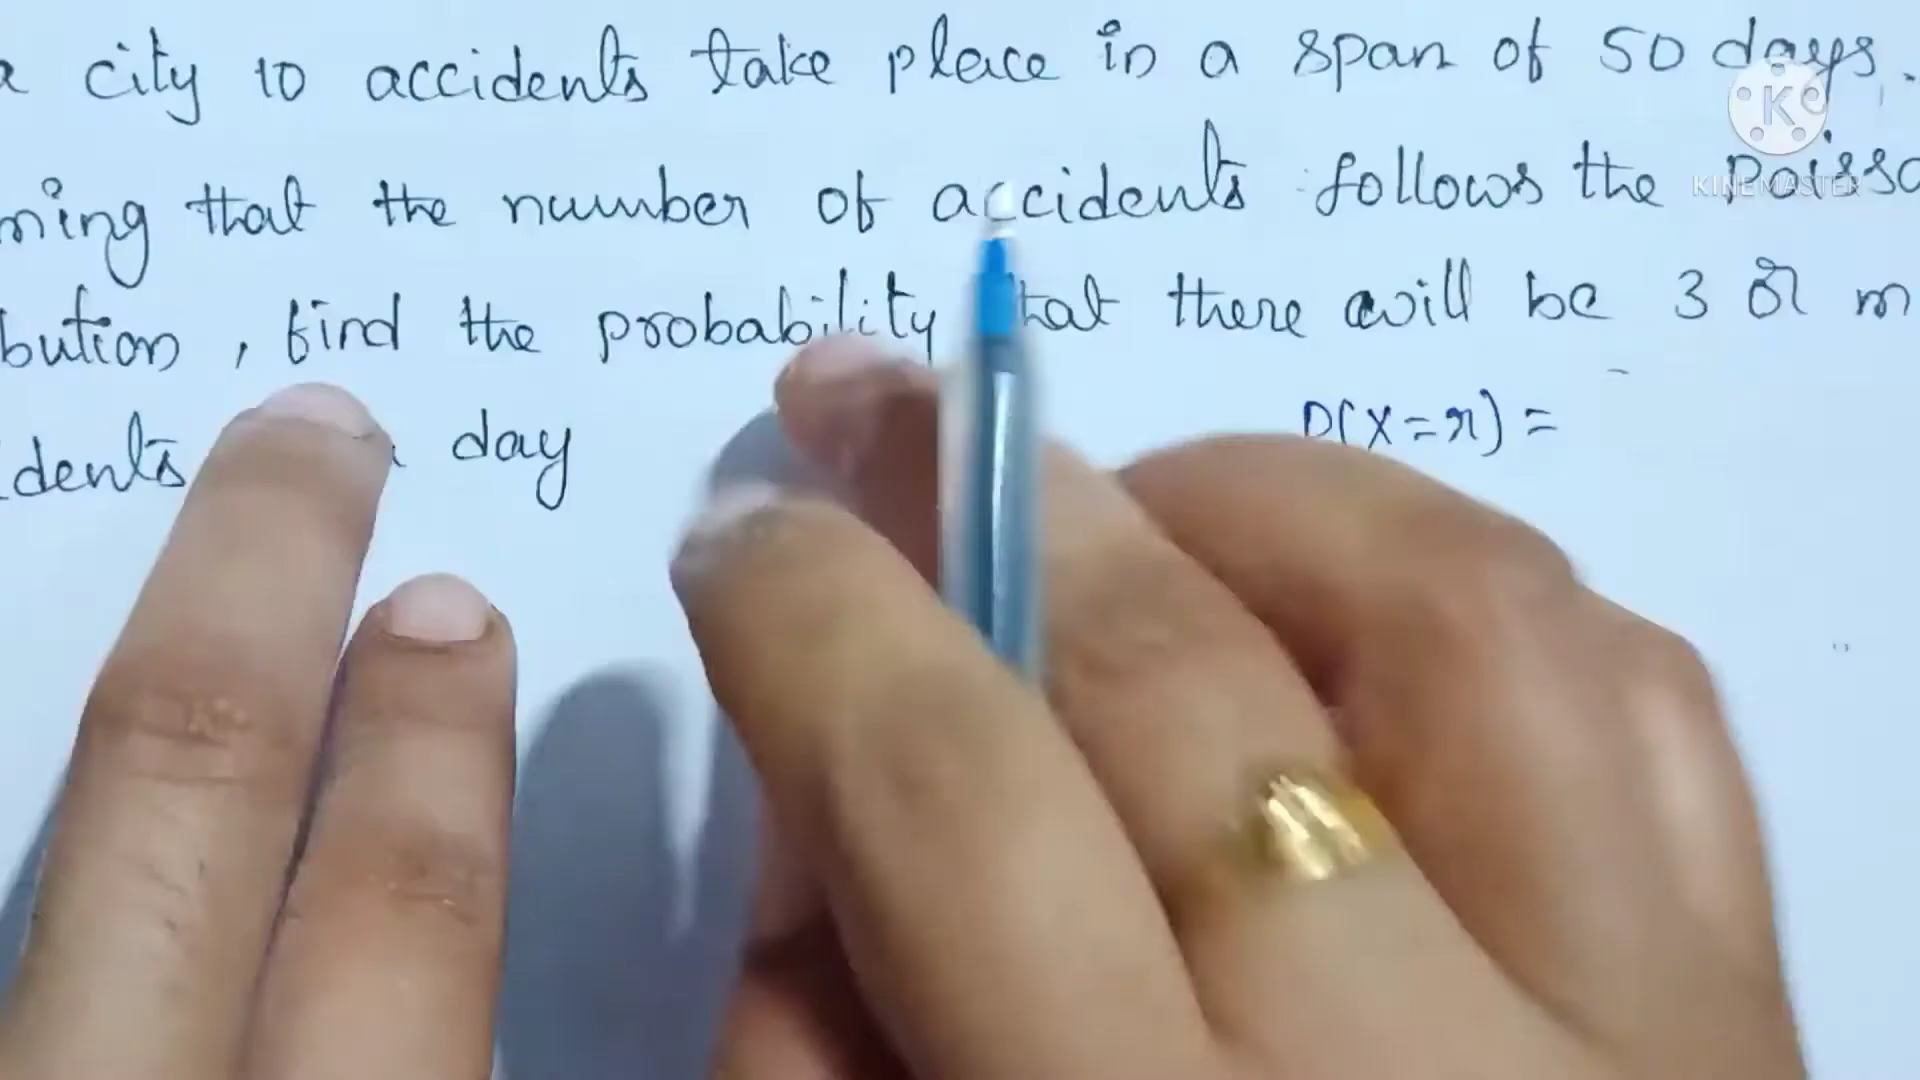 a city 10 accidents take place in a span of 50 days.
ming that the number of accidents follows the Poisso
bution, find the probability that there will be 3 or m
dents a day
P(X=r) =
K
KINEMASTER